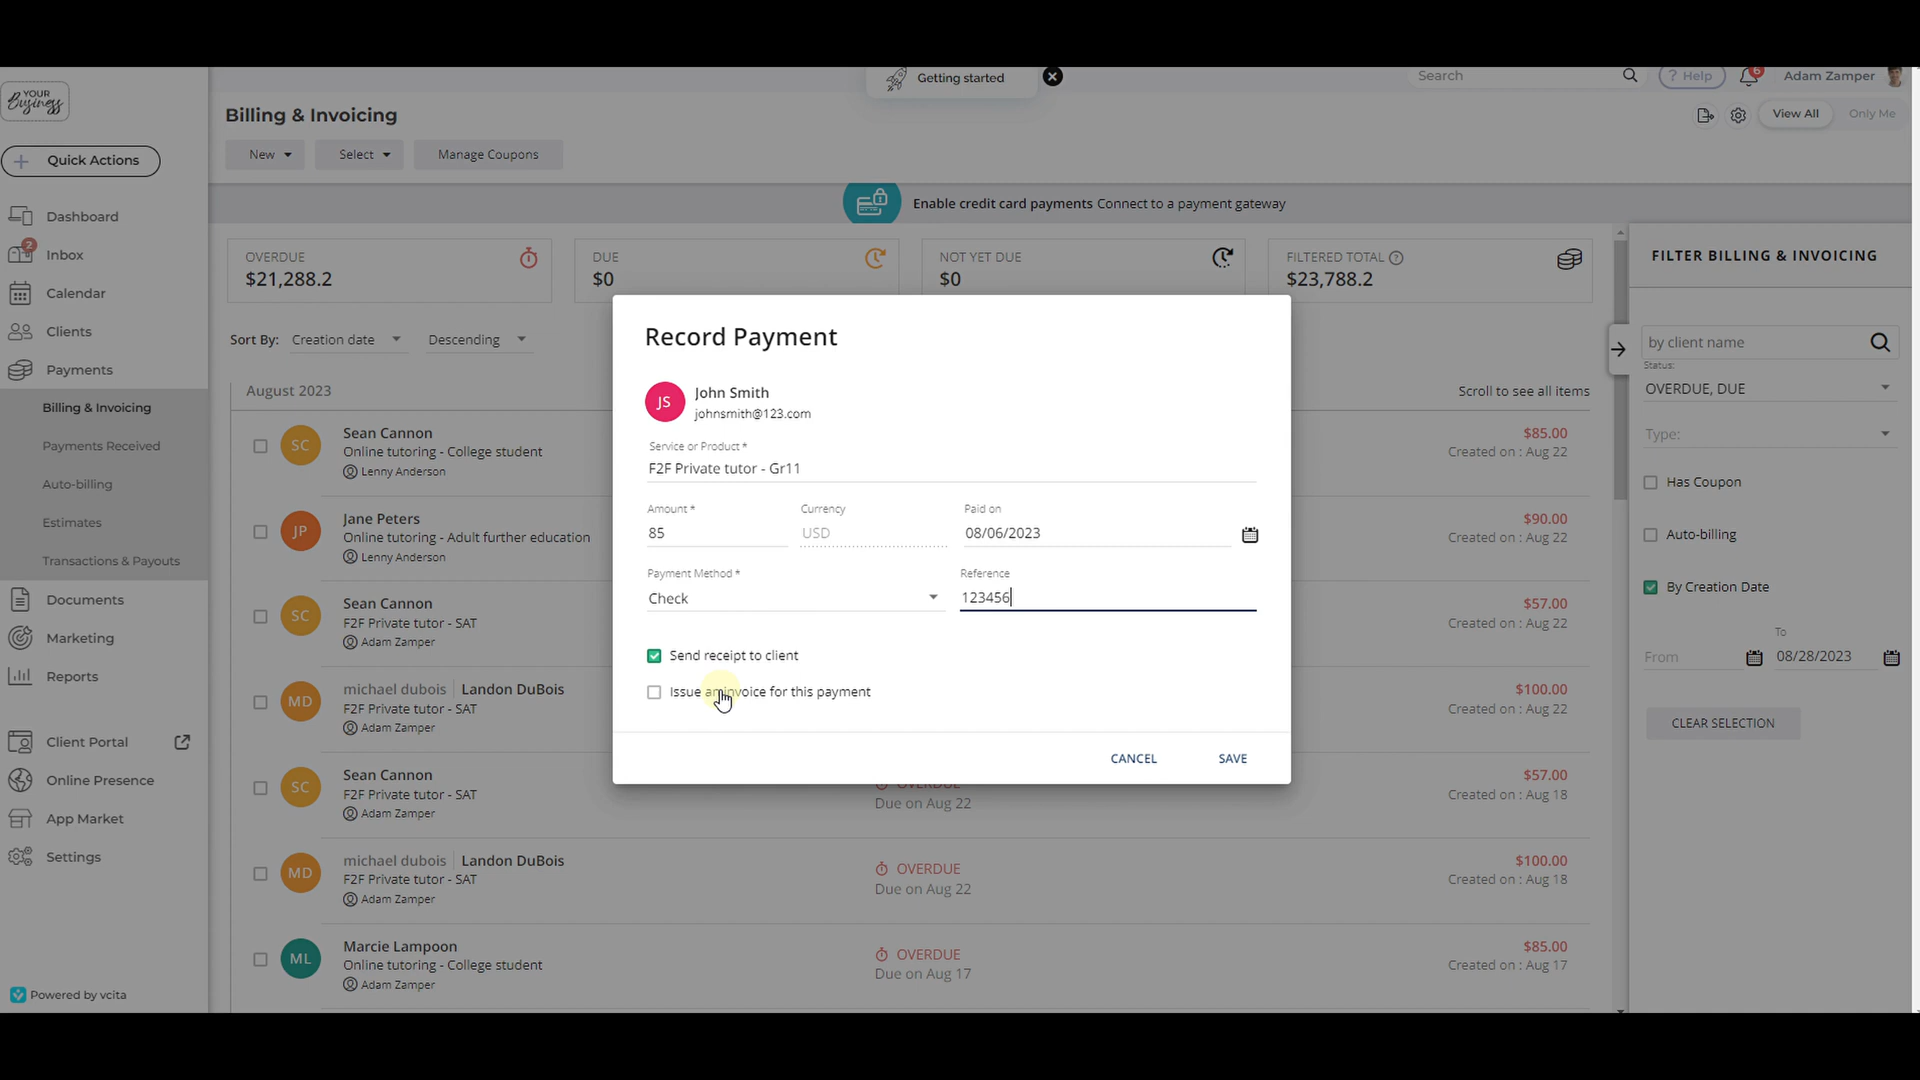 Getting started
Search
? Help
6
Adam Zamper
YOUR
Business
Billing & Invoicing
View All
Only Me
Quick Actions
New
Select
Manage Coupons
Enable credit card payments Connect to a payment gateway
Dashboard
2
Inbox
Calendar
Clients
Payments
Billing & Invoicing
Payments Received
Auto-billing
Estimates
Transactions & Payouts
Documents
Marketing
Reports
Client Portal
Online Presence
App Market
Settings
Powered by vcita
OVERDUE
$21,288.2
DUE
$0
NOT YET DUE
$0
FILTERED TOTAL ?
$23,788.2
Sort By: Creation date Descending
August 2023
Scroll to see all items
SC
Sean Cannon
Online tutoring - College student
Lenny Anderson
$85.00
Created on : Aug 22
JP
Jane Peters
Online tutoring - Adult further education
Lenny Anderson
$90.00
Created on : Aug 22
SC
Sean Cannon
F2F Private tutor - SAT
Adam Zamper
$57.00
Created on : Aug 22
MD
michael dubois Landon DuBois
F2F Private tutor - SAT
Adam Zamper
$100.00
Created on : Aug 22
SC
Sean Cannon
F2F Private tutor - SAT
Adam Zamper
OVERDUE
Due on Aug 22
$57.00
Created on : Aug 18
MD
michael dubois Landon DuBois
F2F Private tutor - SAT
Adam Zamper
OVERDUE
Due on Aug 22
$100.00
Created on : Aug 18
ML
Marcie Lampoon
Online tutoring - College student
Adam Zamper
OVERDUE
Due on Aug 17
$85.00
Created on : Aug 17
Record Payment
JS
John Smith
johnsmith@123.com
Service or Product *
F2F Private tutor - Gr11
Amount *
85
Currency
USD
Paid on
08/06/2023
Payment Method *
Check
Reference
123456
Send receipt to client
Issue an invoice for this payment
CANCEL
SAVE
FILTER BILLING & INVOICING
by client name
Status:
OVERDUE, DUE
Type:
Has Coupon
Auto-billing
By Creation Date
From
To
08/28/2023
CLEAR SELECTION